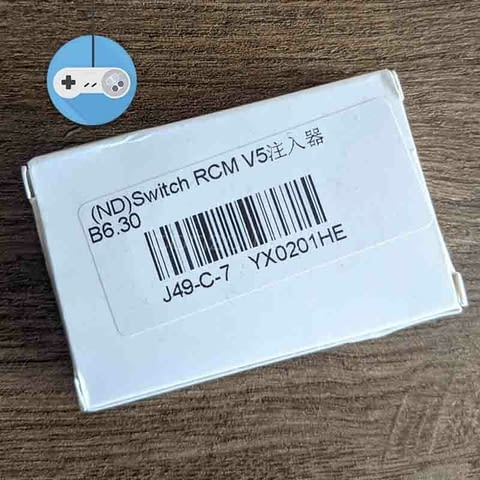 (ND)Switch RCM V5注入器
B6.30
J49-C-7 YX0201HE